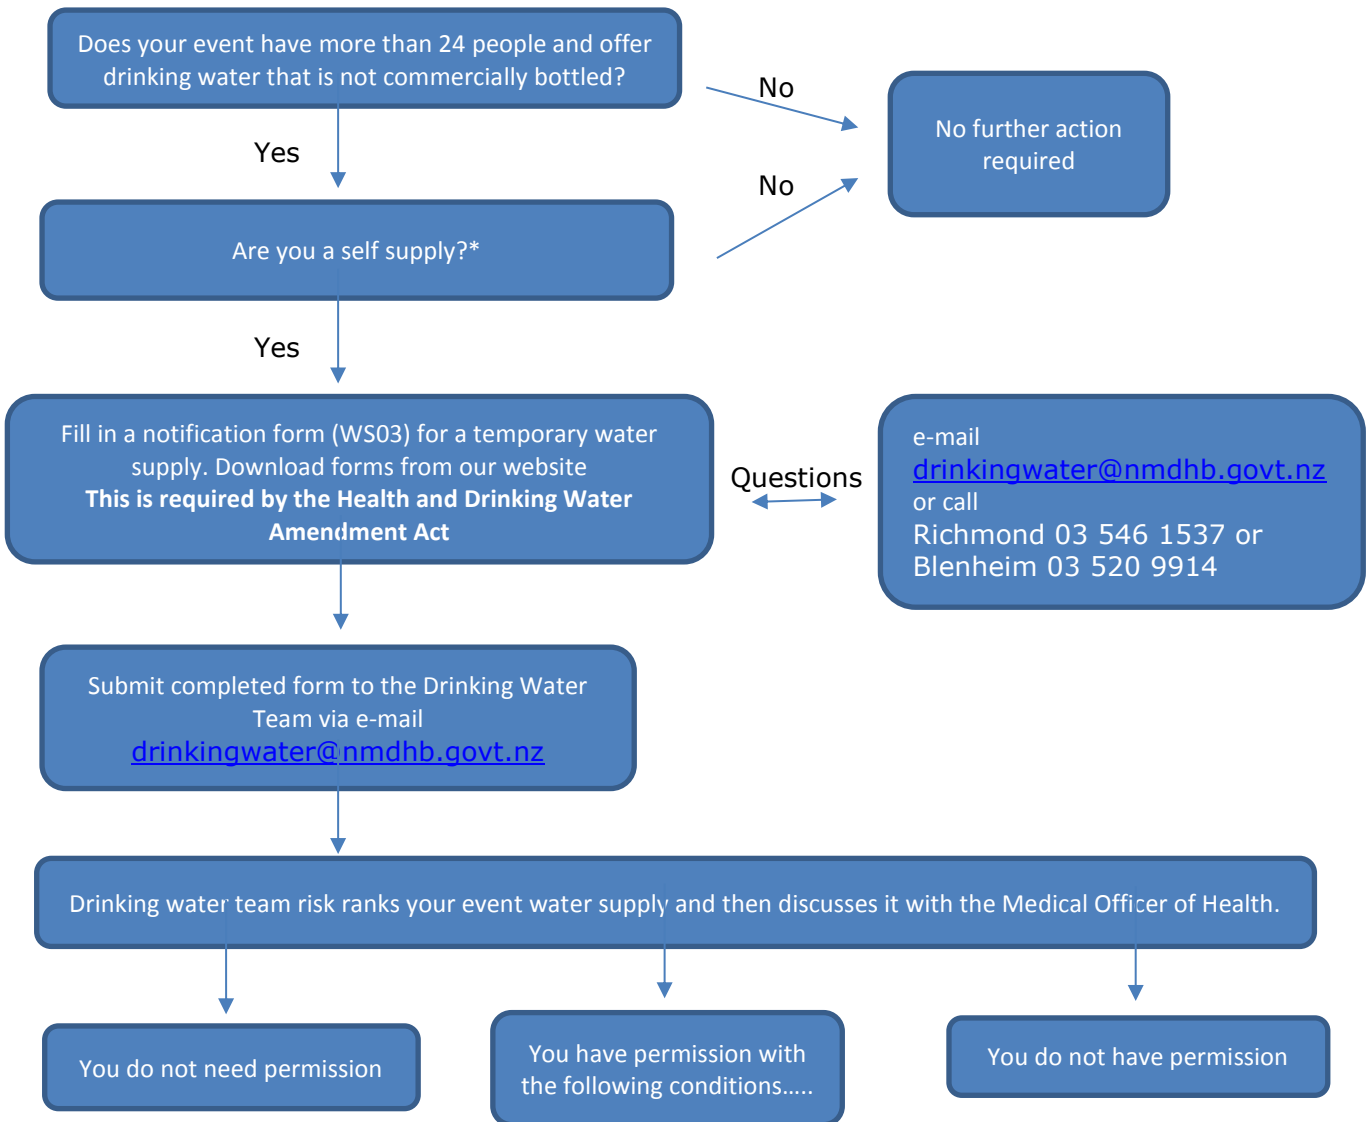 Does your event have more than 24 people and offer
drinking water that is not commercially bottled?
No
No further action
required
Yes
No
Are you a self supply?*
Yes
Fill in a notification form (WS03) for a temporary water
supply. Download forms from our website
This is required by the Health and Drinking Water
Amendment Act
Questions
e-mail
drinkingwater@nmdhb.govt.nz
or call
Richmond 03 546 1537 or
Blenheim 03 520 9914
Submit completed form to the Drinking Water
Team via e-mail
drinkingwater@nmdhb.govt.nz
Drinking water team risk ranks your event water supply and then discusses it with the Medical Officer of Health.
You do not need permission
You have permission with
the following conditions…..
You do not have permission